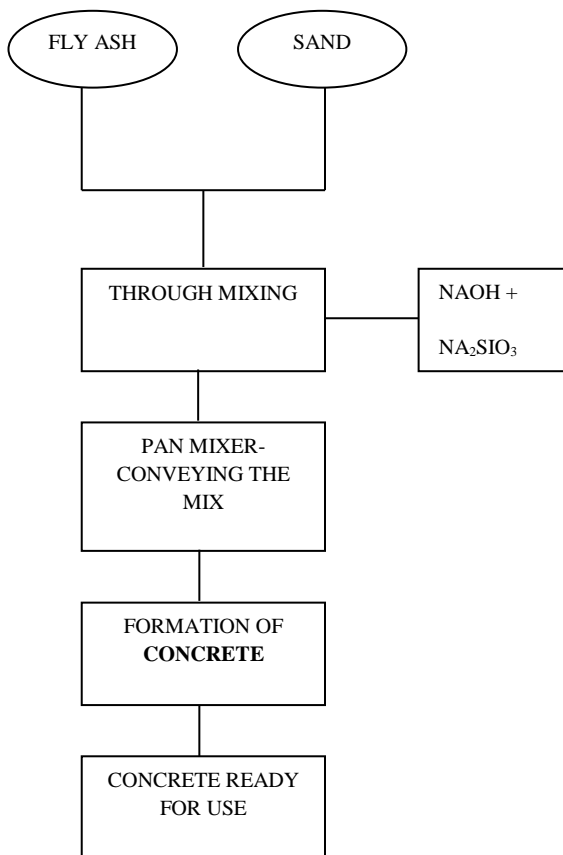 FLY ASH
SAND
THROUGH MIXING
NAOH +
NA₂SIO₃
PAN MIXER-
CONVEYING THE
MIX
FORMATION OF
CONCRETE
CONCRETE READY
FOR USE